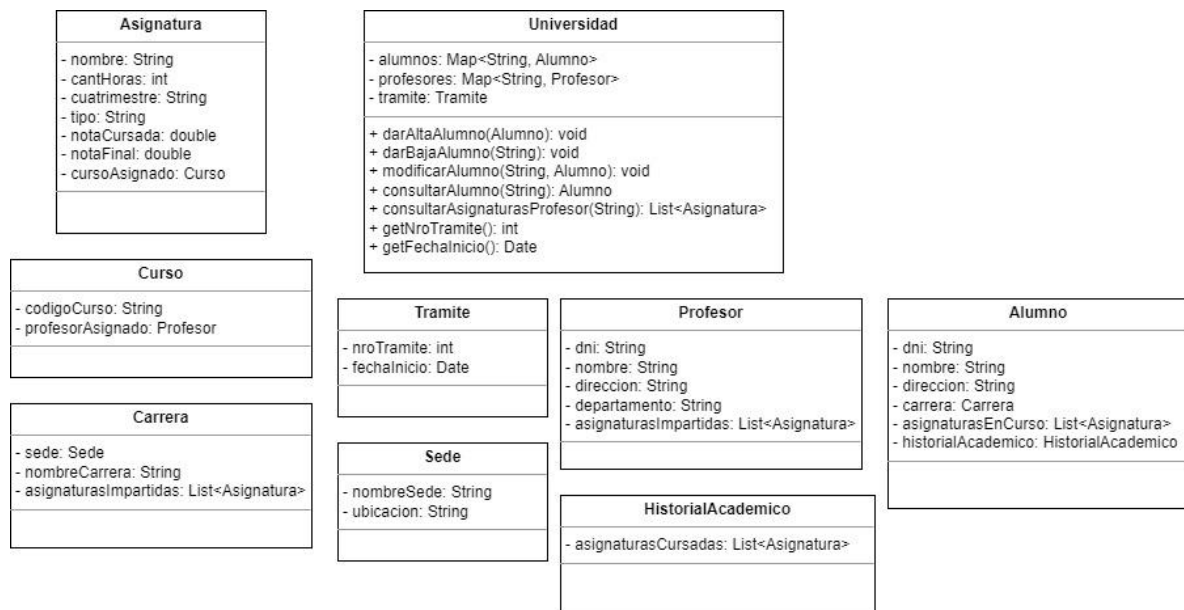 Asignatura
- nombre: String
- cantHoras: int
- cuatrimestre: String
- tipo: String
- notaCursada: double
- notaFinal: double
- cursoAsignado: Curso
Universidad
- alumnos: Map<String, Alumno>
- profesores: Map<String, Profesor>
- tramite: Tramite
+ darAltaAlumno(Alumno): void
+ darBajaAlumno(String): void
+ modificarAlumno(String, Alumno): void
+ consultarAlumno(String): Alumno
+ consultarAsignaturasProfesor(String): List<Asignatura>
+ getNroTramite(): int
+ getFechaInicio(): Date
Curso
- codigoCurso: String
- profesorAsignado: Profesor
Tramite
- nroTramite: int
- fechaInicio: Date
Profesor
- dni: String
- nombre: String
- direccion: String
- departamento: String
- asignaturasImpartidas: List<Asignatura>
Alumno
- dni: String
- nombre: String
- direccion: String
- carrera: Carrera
- asignaturasEnCurso: List<Asignatura>
- historialAcademico: HistorialAcademico
Carrera
- sede: Sede
- nombreCarrera: String
- asignaturasImpartidas: List<Asignatura>
Sede
- nombreSede: String
- ubicacion: String
HistorialAcademico
- asignaturasCursadas: List<Asignatura>